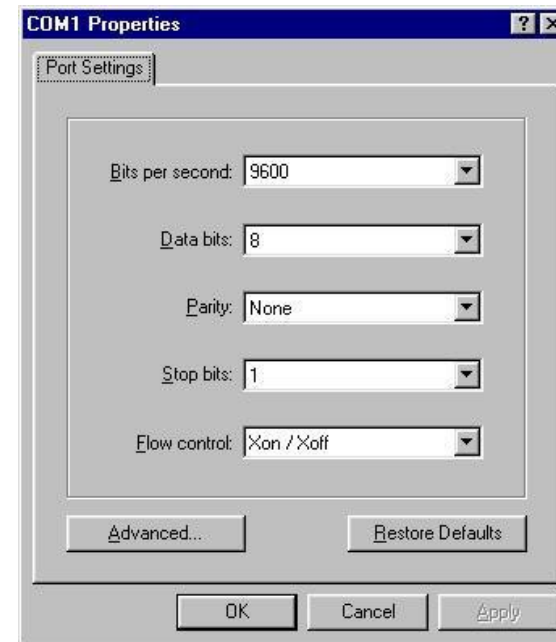 COM1 Properties
Port Settings
Bits per second: 9600
Data bits: 8
Parity: None
Stop bits: 1
Flow control: Xon / Xoff
Advanced... Restore Defaults
OK Cancel Apply